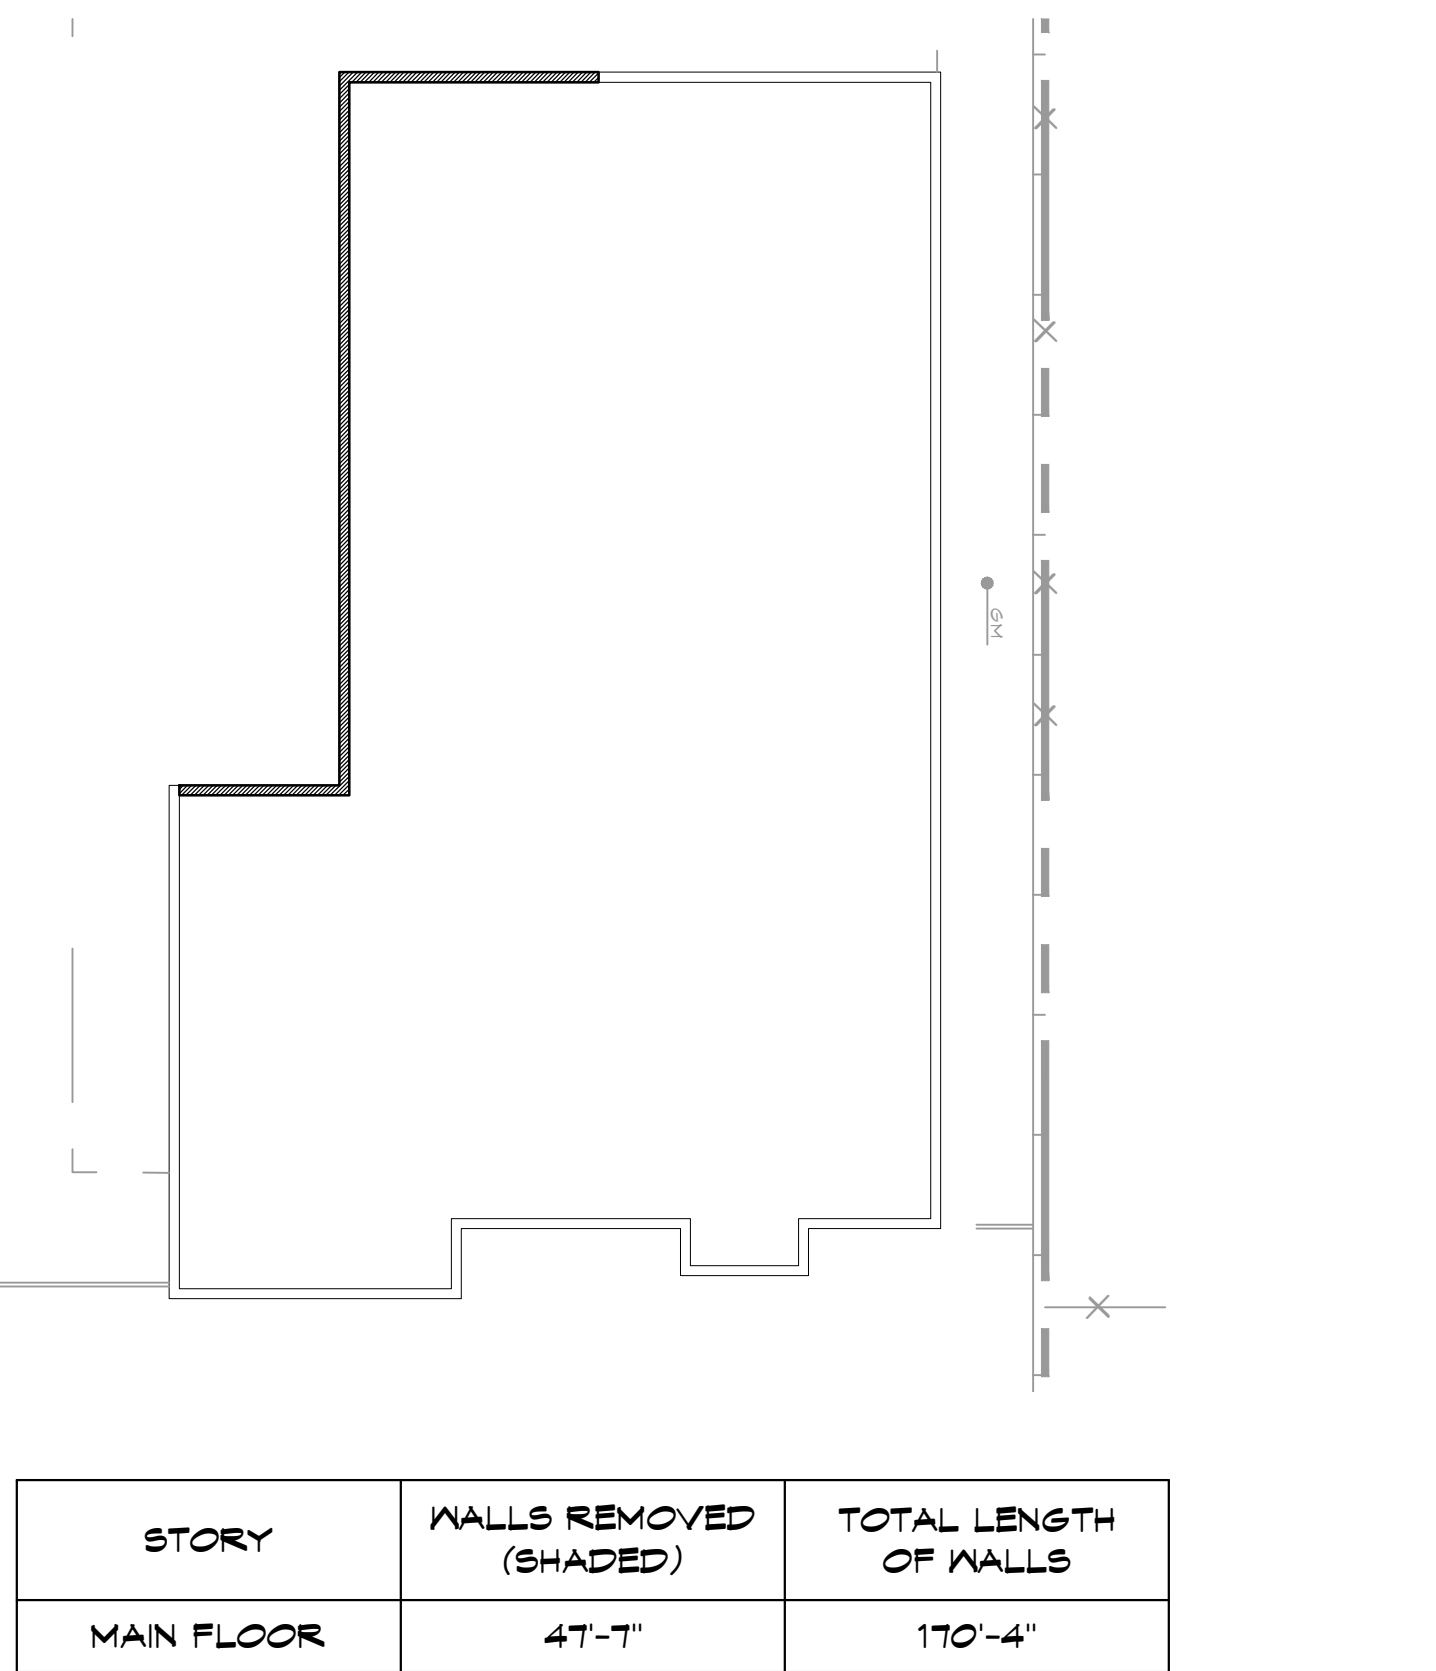 GM
STORY
WALLS REMOVED
(SHADED)
TOTAL LENGTH
OF WALLS
MAIN FLOOR
47'-7"
170'-4"